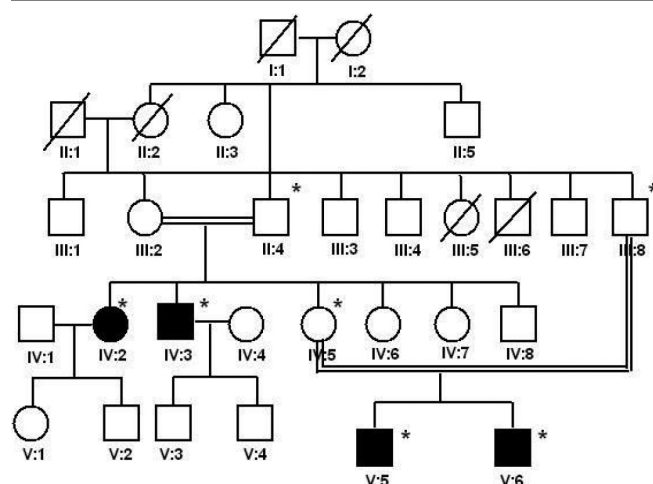 I:1 I:2
II:1 II:2 II:3 II:5
* *
III:1 III:2 II:4 III:3 III:4 III:5 III:6 III:7 III:8
* * *
IV:1 IV:2 IV:3 IV:4 IV:5 IV:6 IV:7 IV:8
* *
V:1 V:2 V:3 V:4 V:5 V:6